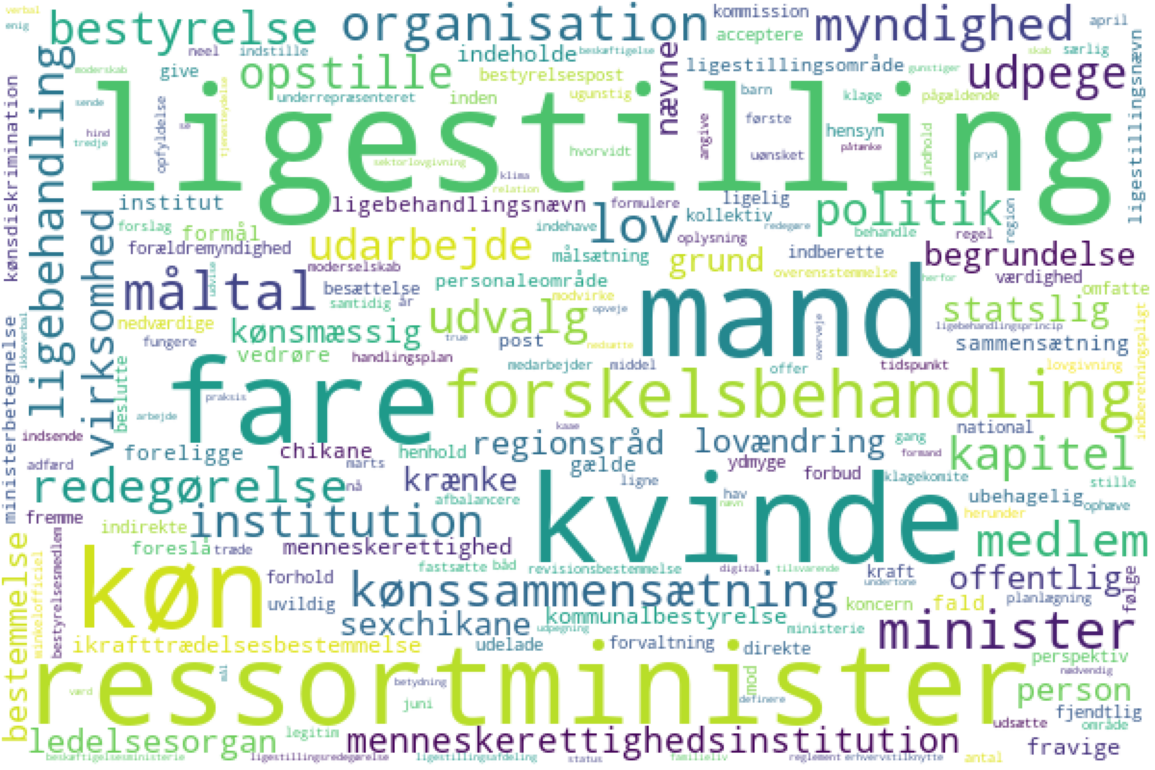 verbal
enig
bestyrelse
organisation
kommission
acceptere
myndighed
april
skab
særlig
moderskab
neel
indstille
beskæftigelse
indeholde
ligestillingsområde
gunstiger
give
opstille
bestyrelsespost
nævne
udpege
sende
underrepræsenteret
inden
ugunstig
barn
klage
pågældende
hind
tredje
opfyldelse
se
tjenesteydelse
ligestilling
hvorvidt
angive
første
uønsket
hensyn
påtænke
indhold
pryd
ligestillingsnævn
kønsdiskrimination
ligebehandling
sektorlovgivning
klima
relation
institut
ligebehandlingsnævn
formulere
ligelig
kollektiv
politik
region
forslag
formål
indehave
lov
oplysning
redegøre
behandle
regel
forældremyndighed
udarbejde
målsætning
grund
indberette
begrundelse
virksomhed
udvise
moderselskab
personaleområde
overensstemmelse
herfor
værdighed
måltal
besættelse
samtidig
år
modvirke
opveje
mand
omfatte
statslig
nedværdige
kønsmæssig
udvalg
ligebehandlingsprincip
fungere
true
post
nedsætte
overveje
sammensætning
ministerbetegnelse
ikkeverbal
beslutte
vedrøre
handlingsplan
medarbejder
middel
offer
tidspunkt
lovgivning
indberetningspligt
fare
forskelsbehandling
praksis
arbejde
kaae
national
indsende
chikane
regionsråd
lovændring
gang
formand
kapitel
adfærd
foreligge
marts
henhold
gælde
ydmyge
forbud
klagekomite
redegørelse
nå
krænke
ligne
stille
afbalancere
hav
nævn
kvinde
ubehagelig
ophæve
fremme
indirekte
institution
herunder
bestemmelse
minkeludofficiel
bestyrelsesmedlem
foreslå
træde
menneskerettighed
medlem
fastsætte
båd
revisionsbestemmelse
digital
tilsvarende
køn
forhold
uvildig
kønssammensætning
kraft
undertone
offentlig
følge
planlægning
sexchikane
kommunalbestyrelse
koncern
fald
udpegning
ministerie
minister
ikrafttrædelsesbestemmelse
udelade
forvaltning
direkte
perspektiv
nødvendig
ressortminister
mål
værd
betydning
juni
mod
definere
person
fjendtlig
ledelsesorgan
legitim
menneskerettighedsinstitution
udsætte
område
fravige
beskæftigelsesministerie
ligestillingsredegørelse
ligestillingsafdeling
status
familieliv
reglement
erhvervstilknytte
antal